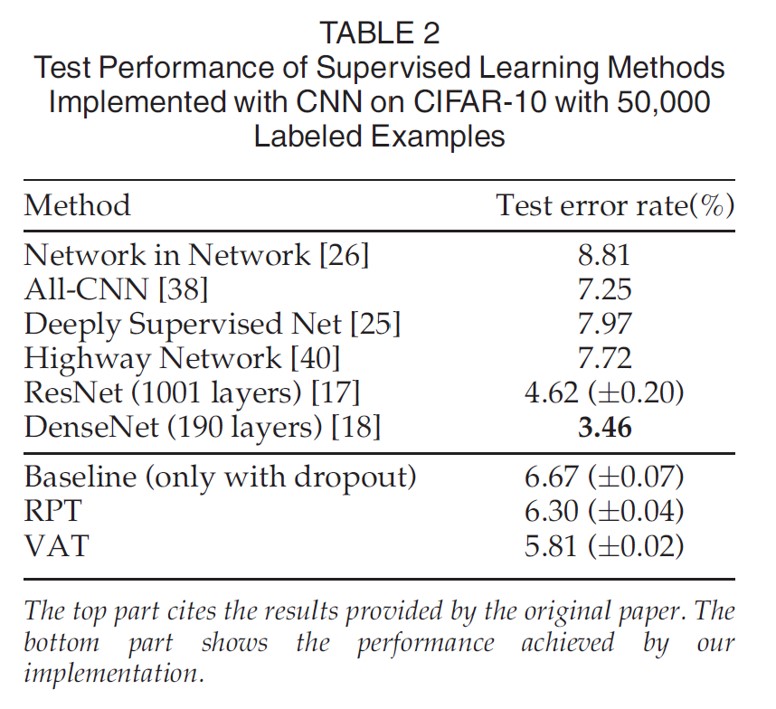 TABLE 2
Test Performance of Supervised Learning Methods
Implemented with CNN on CIFAR-10 with 50,000
Labeled Examples
Method Test error rate(%)
Network in Network [26] 8.81
All-CNN [38] 7.25
Deeply Supervised Net [25] 7.97
Highway Network [40] 7.72
ResNet (1001 layers) [17] 4.62 (±0.20)
DenseNet (190 layers) [18] 3.46
Baseline (only with dropout) 6.67 (±0.07)
RPT 6.30 (±0.04)
VAT 5.81 (±0.02)
The top part cites the results provided by the original paper. The
bottom part shows the performance achieved by our
implementation.